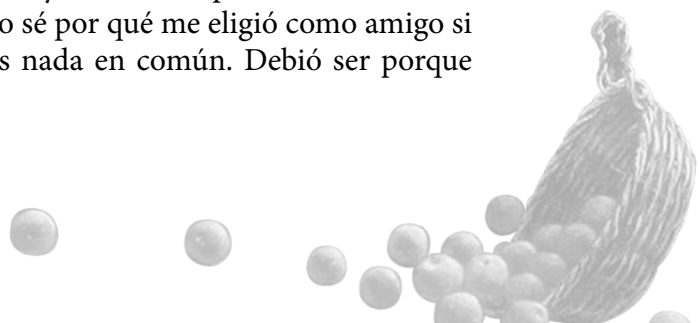 o sé por qué me eligió como amigo si
s nada en común. Debió ser porque